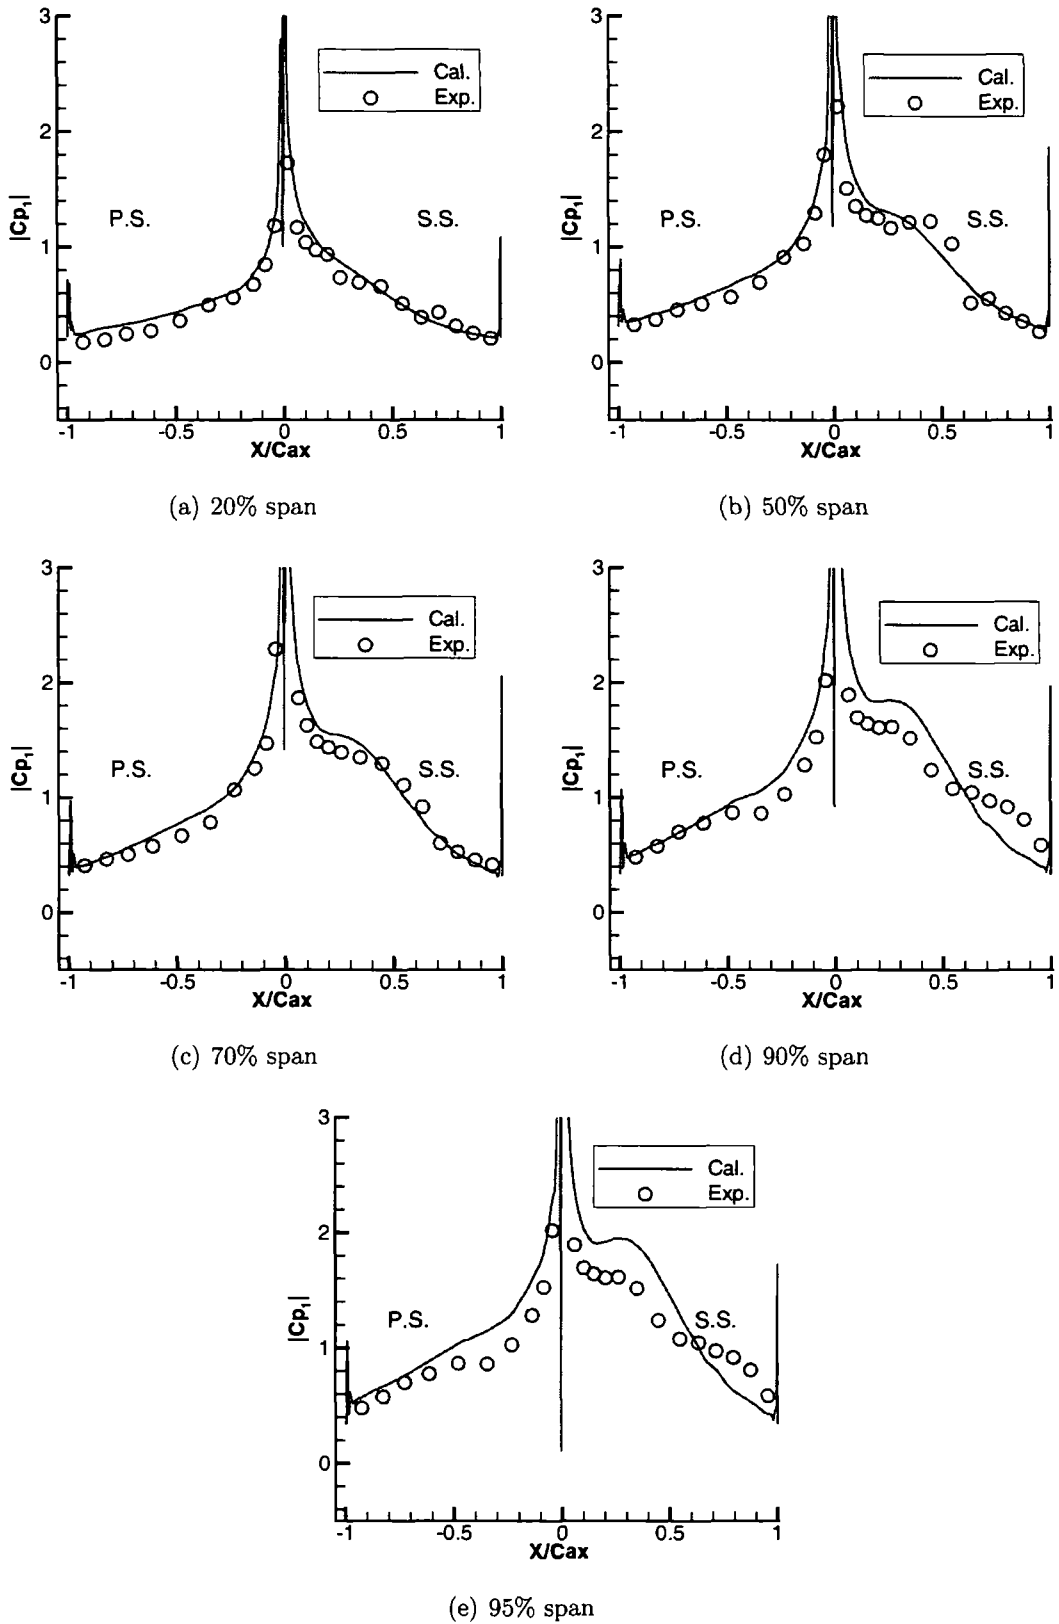 3
2
1
0
|Cp1|
P.S.
S.S.
Cal.
Exp.
-1
-0.5
0
0.5
1
X/Cax
(a) 20% span
3
2
1
0
|Cp1|
P.S.
S.S.
Cal.
Exp.
-1
-0.5
0
0.5
1
X/Cax
(b) 50% span
3
2
1
0
|Cp1|
P.S.
S.S.
Cal.
Exp.
-1
-0.5
0
0.5
1
X/Cax
(c) 70% span
3
2
1
0
|Cp1|
P.S.
S.S.
Cal.
Exp.
-1
-0.5
0
0.5
1
X/Cax
(d) 90% span
3
2
1
0
|Cp1|
P.S.
S.S.
Cal.
Exp.
-1
-0.5
0
0.5
1
X/Cax
(e) 95% span